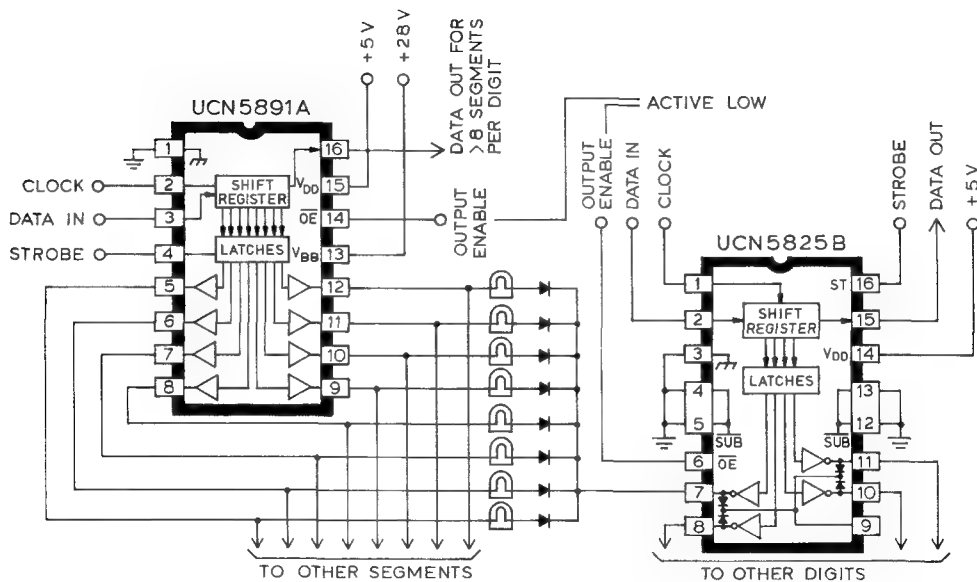 +5V
+28V
DATA OUT FOR
>8 SEGMENTS
PER DIGIT
ACTIVE LOW
UCN5891A
1
16
CLOCK
2
SHIFT
REGISTER
VDD
15
DATA IN
3
OE
14
OUTPUT
ENABLE
STROBE
4
LATCHES
VBB
13
5
12
6
11
7
10
8
9
TO OTHER SEGMENTS
OUTPUT
ENABLE
DATA IN
CLOCK
STROBE
DATA OUT
+5V
UCN5825B
1
ST
16
2
SHIFT
REGISTER
15
3
VDD
14
4
LATCHES
13
5
SUB
SUB
12
6
OE
11
7
10
8
9
TO OTHER DIGITS